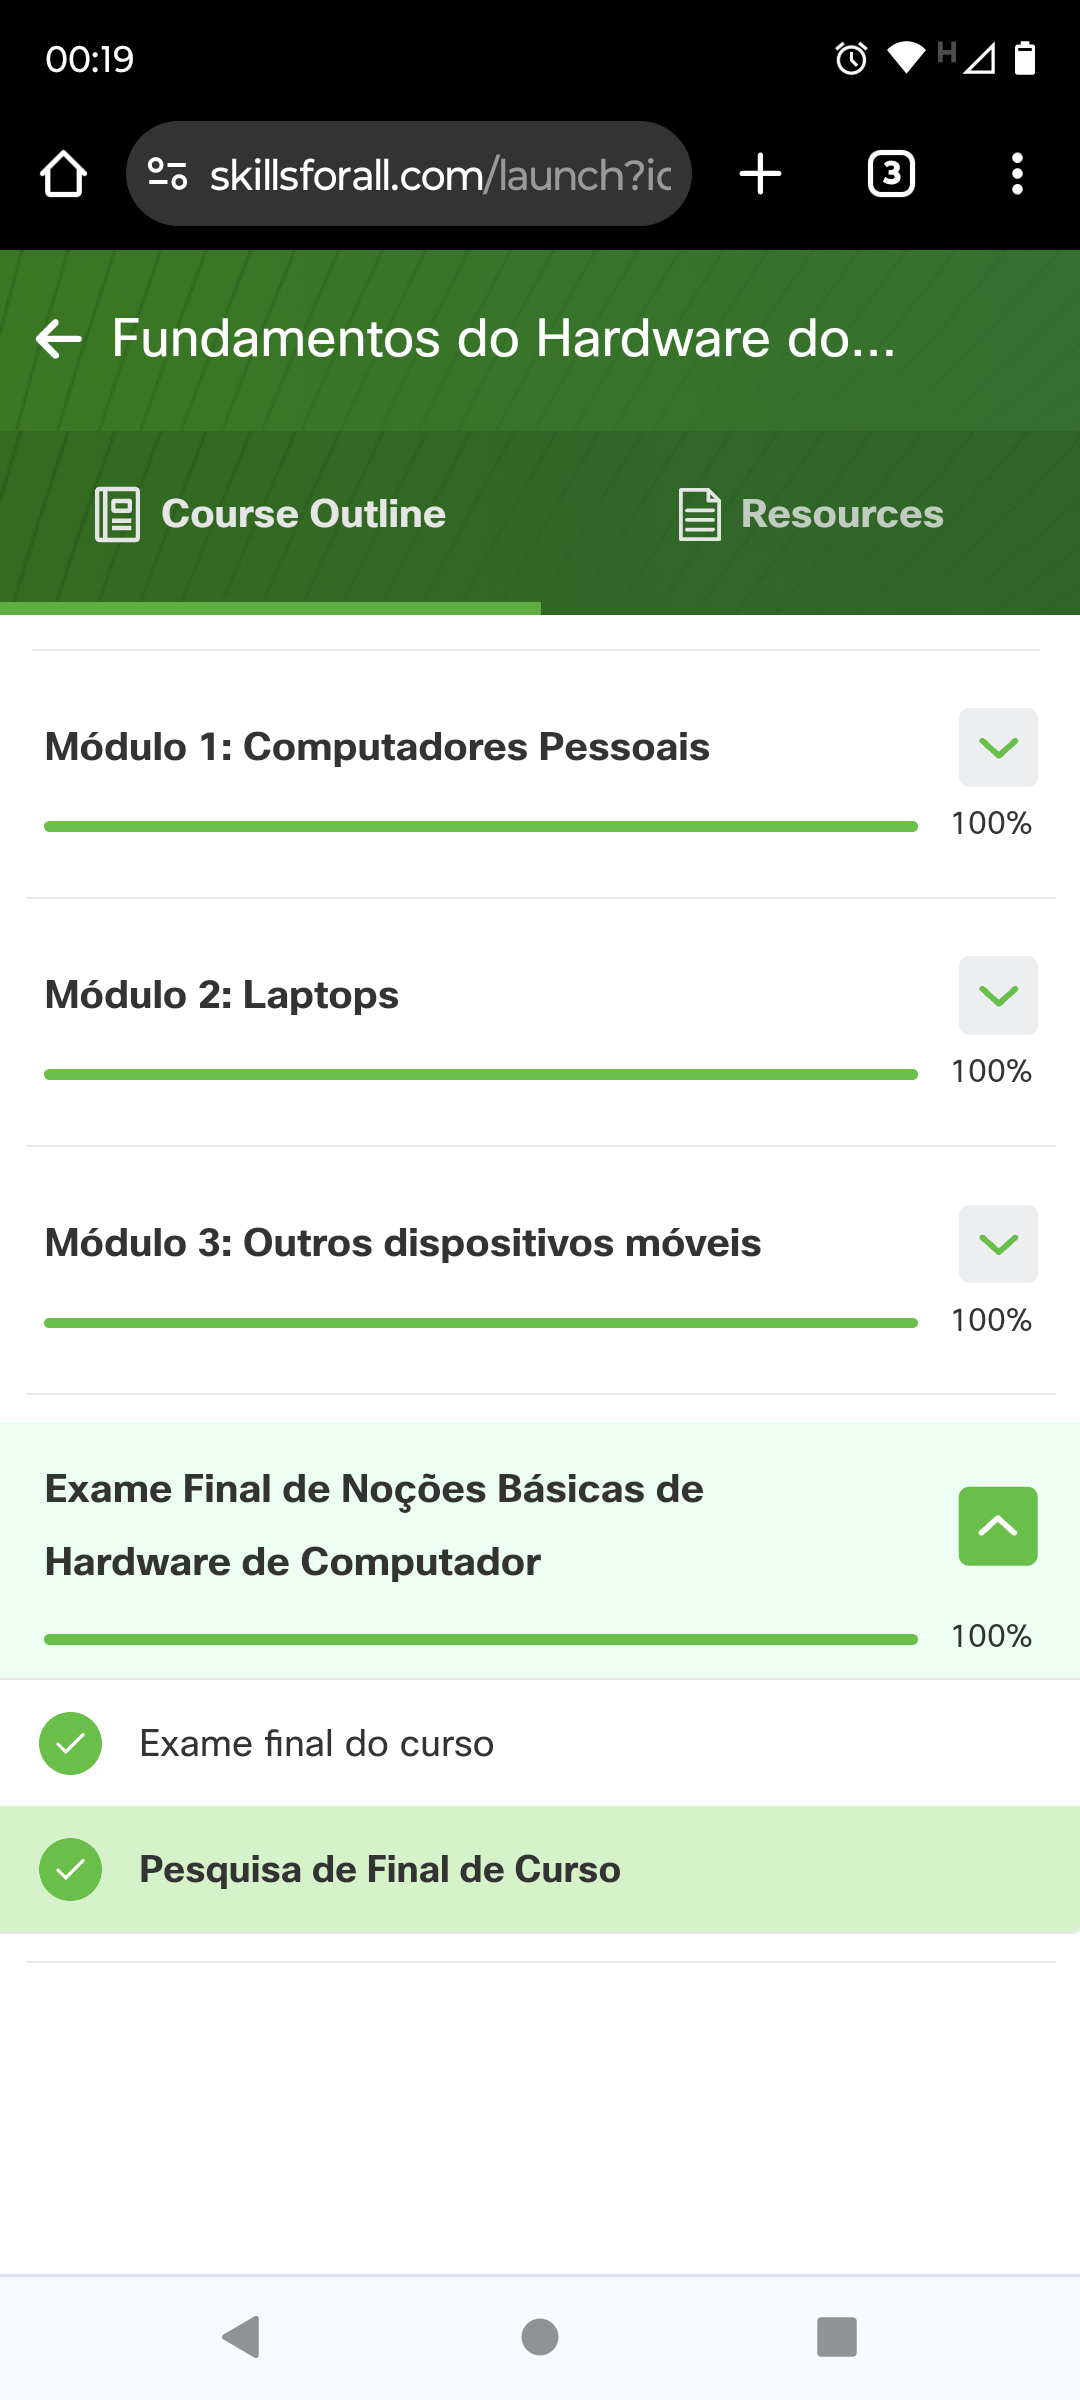 00:19
H
skillsforall.com/launch?ic
3
Fundamentos do Hardware do...
Course Outline
Resources
Módulo 1: Computadores Pessoais
100%
Módulo 2: Laptops
100%
Módulo 3: Outros dispositivos móveis
100%
Exame Final de Noções Básicas de
Hardware de Computador
100%
Exame final do curso
Pesquisa de Final de Curso